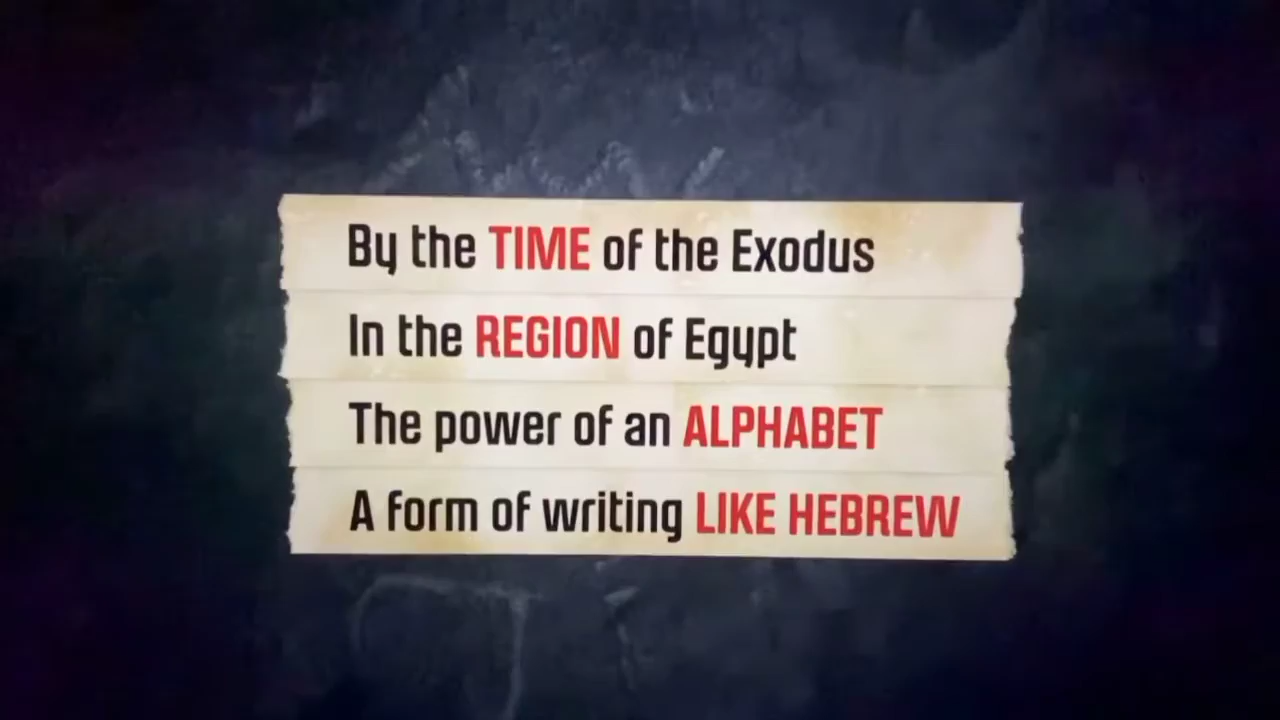 By the TIME of the Exodus
In the REGION of Egypt
The power of an ALPHABET
A form of writing LIKE HEBREW